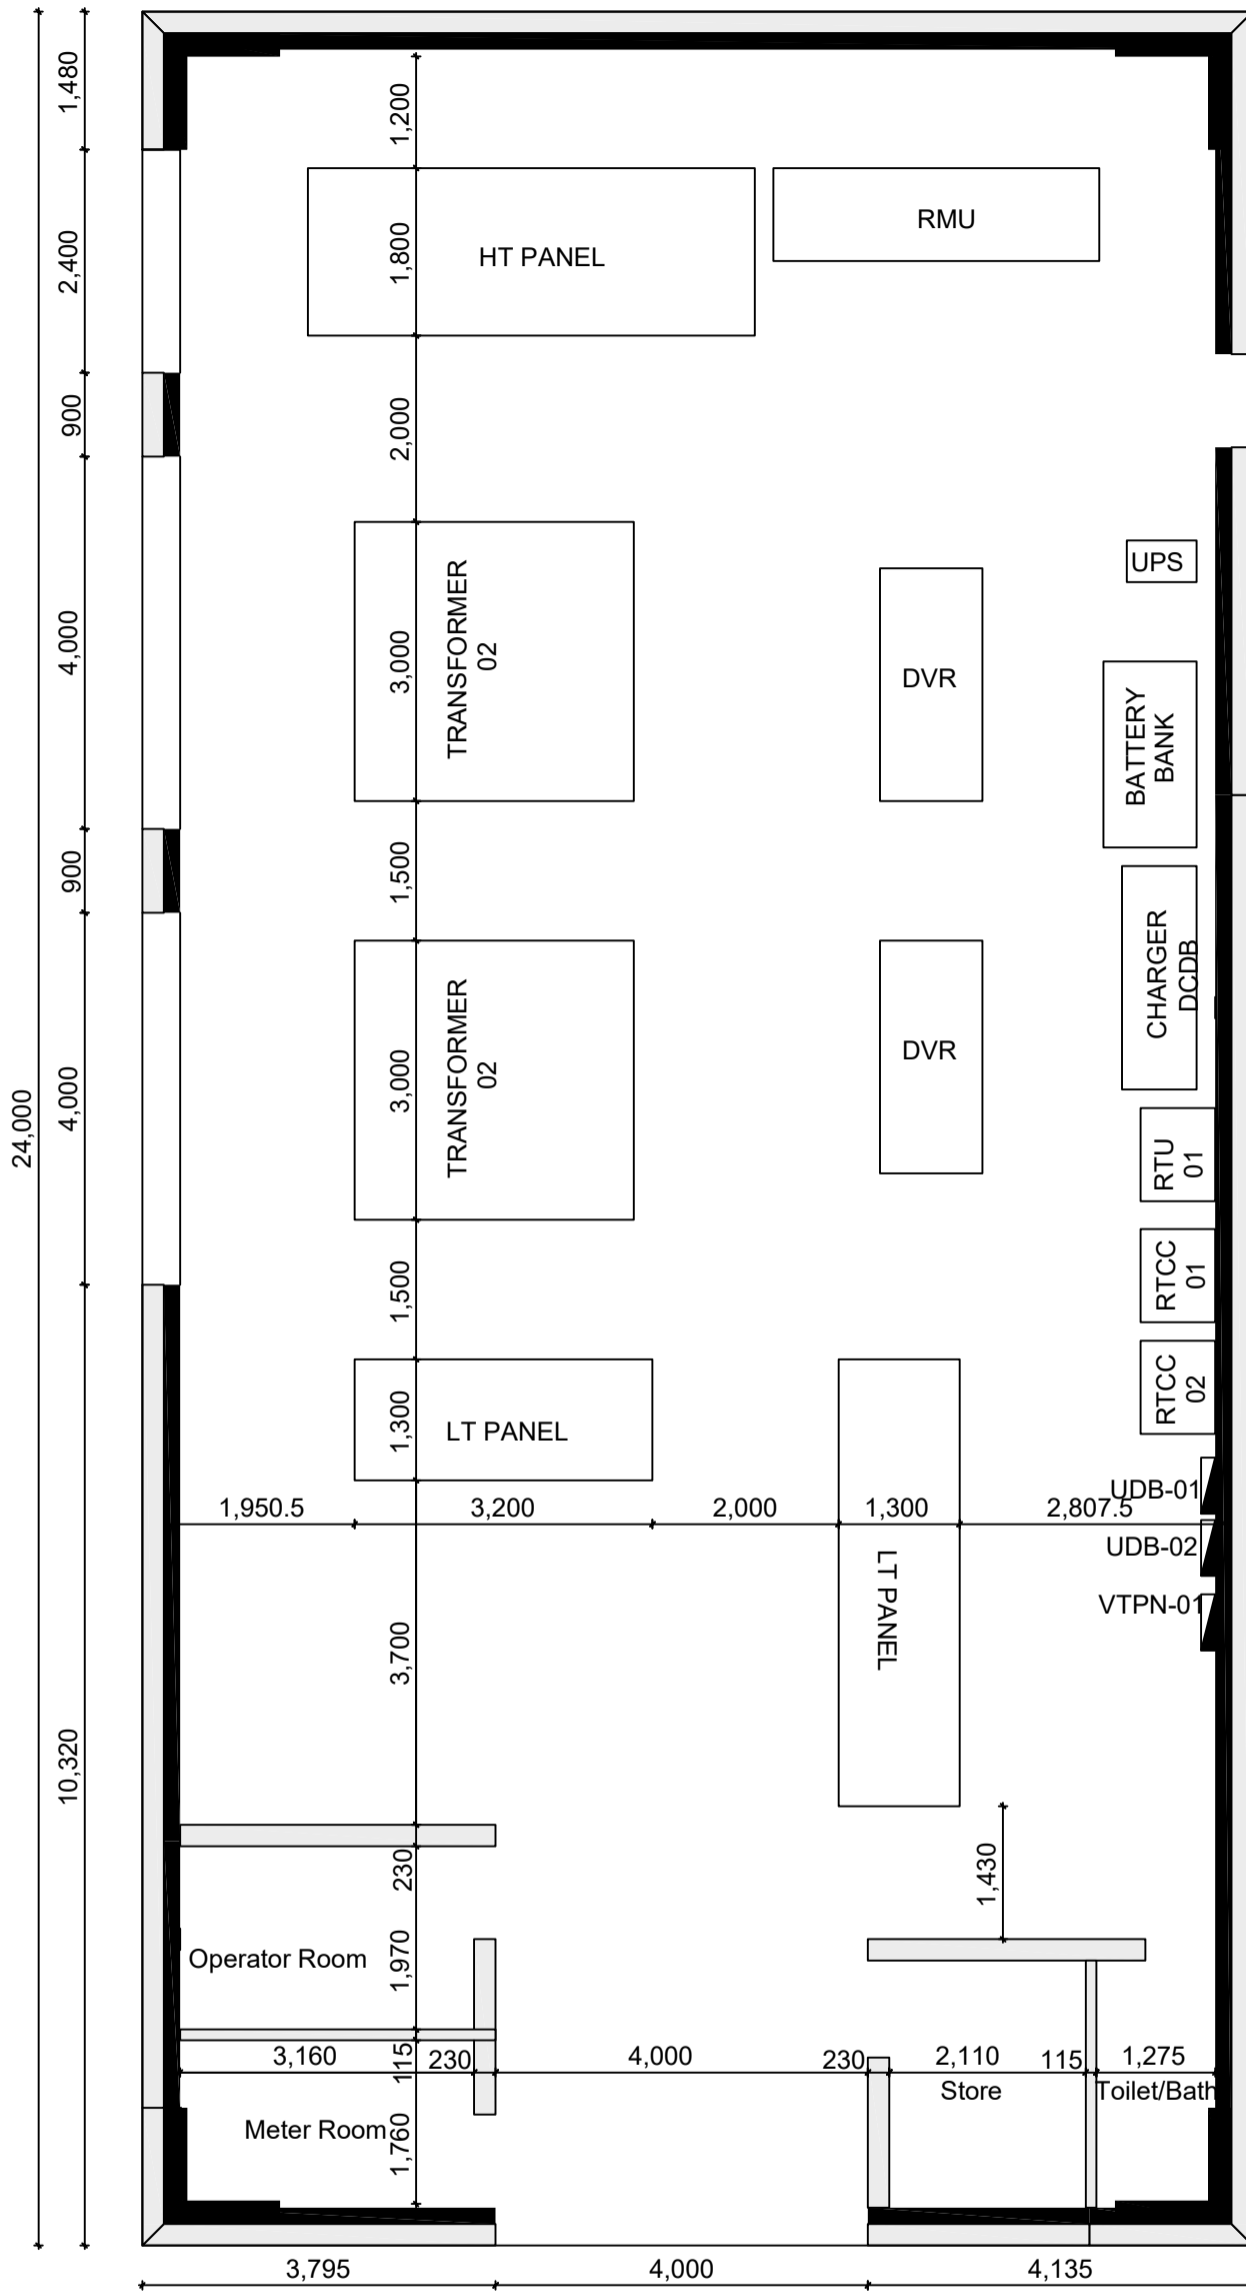 1,480
1,200
2,400
1,800
HT PANEL
RMU
900
2,000
4,000
3,000
TRANSFORMER
02
DVR
UPS
BATTERY
BANK
900
1,500
CHARGER
DCDB
24,000
4,000
3,000
TRANSFORMER
02
DVR
RTU
01
1,500
RTCC
01
1,300
LT PANEL
RTCC
02
UDB-01
1,950.5
3,200
2,000
1,300
2,807.5
UDB-02
LT PANEL
VTPN-01
3,700
10,320
230
1,430
Operator Room
1,970
3,160
115
230
4,000
230
2,110
115
1,275
Store
Toilet/Bath
Meter Room
1,760
3,795
4,000
4,135